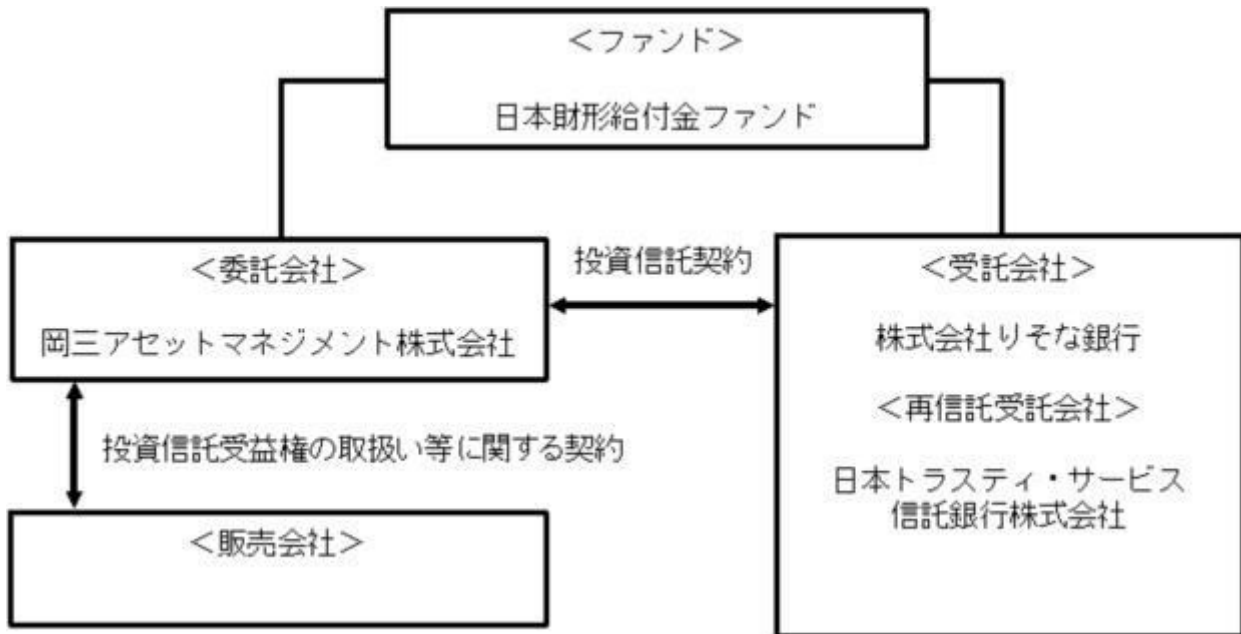 ＜ファンド＞
日本財形給付金ファンド
＜委託会社＞
岡三アセットマネジメント株式会社
投資信託契約
＜受託会社＞
株式会社りそな銀行
＜再信託受託会社＞
日本トラスティ・サービス
信託銀行株式会社
投資信託受益権の取扱い等に関する契約
＜販売会社＞